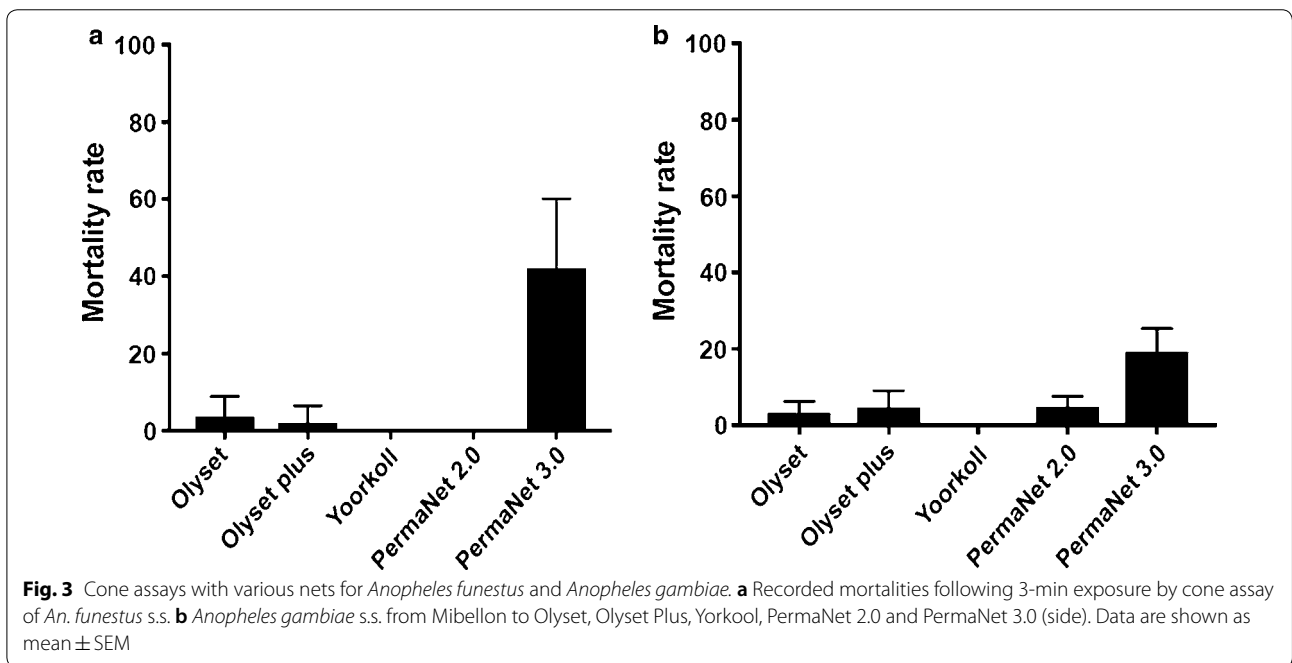 a
100
80
60
40
20
0
Mortality rate
Olyset
Olyset plus
Yoorkoll
PermaNet 2.0
PermaNet 3.0
b
100
80
60
40
20
0
Mortality rate
Olyset
Olyset plus
Yoorkoll
PermaNet 2.0
PermaNet 3.0
Fig. 3 Cone assays with various nets for Anopheles funestus and Anopheles gambiae. a Recorded mortalities following 3-min exposure by cone assay
of An. funestus s.s. b Anopheles gambiae s.s. from Mibellon to Olyset, Olyset Plus, Yorkool, PermaNet 2.0 and PermaNet 3.0 (side). Data are shown as
mean ± SEM